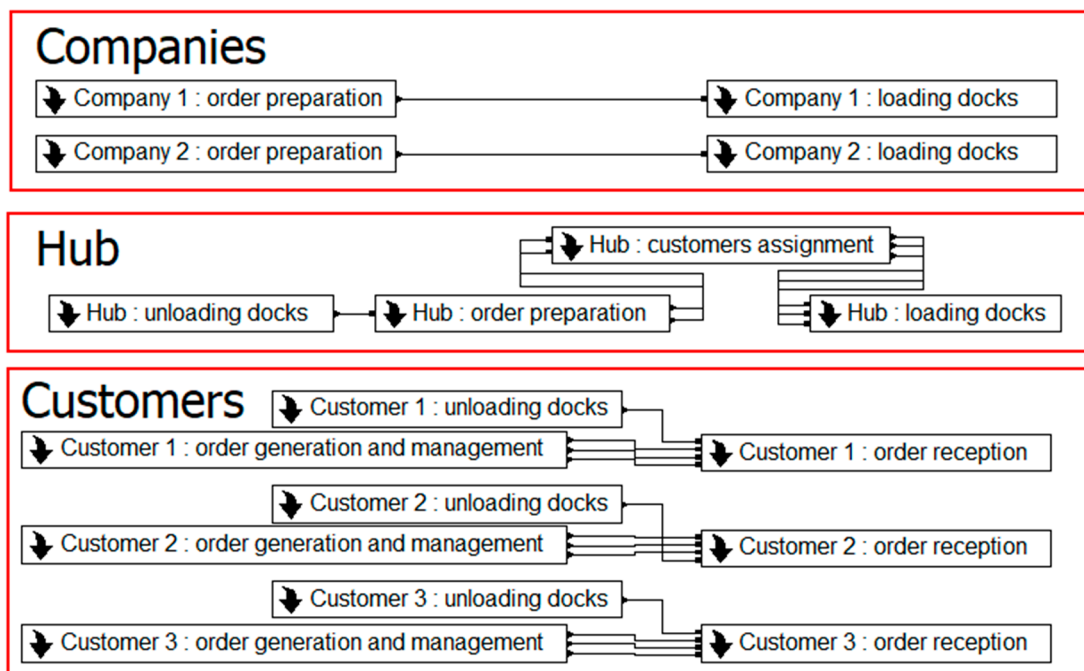 Companies
Company 1 : order preparation
Company 1 : loading docks
Company 2 : order preparation
Company 2 : loading docks
Hub
Hub : customers assignment
Hub : unloading docks
Hub : order preparation
Hub : loading docks
Customers
Customer 1 : unloading docks
Customer 1 : order generation and management
Customer 1 : order reception
Customer 2 : unloading docks
Customer 2 : order generation and management
Customer 2 : order reception
Customer 3 : unloading docks
Customer 3 : order generation and management
Customer 3 : order reception